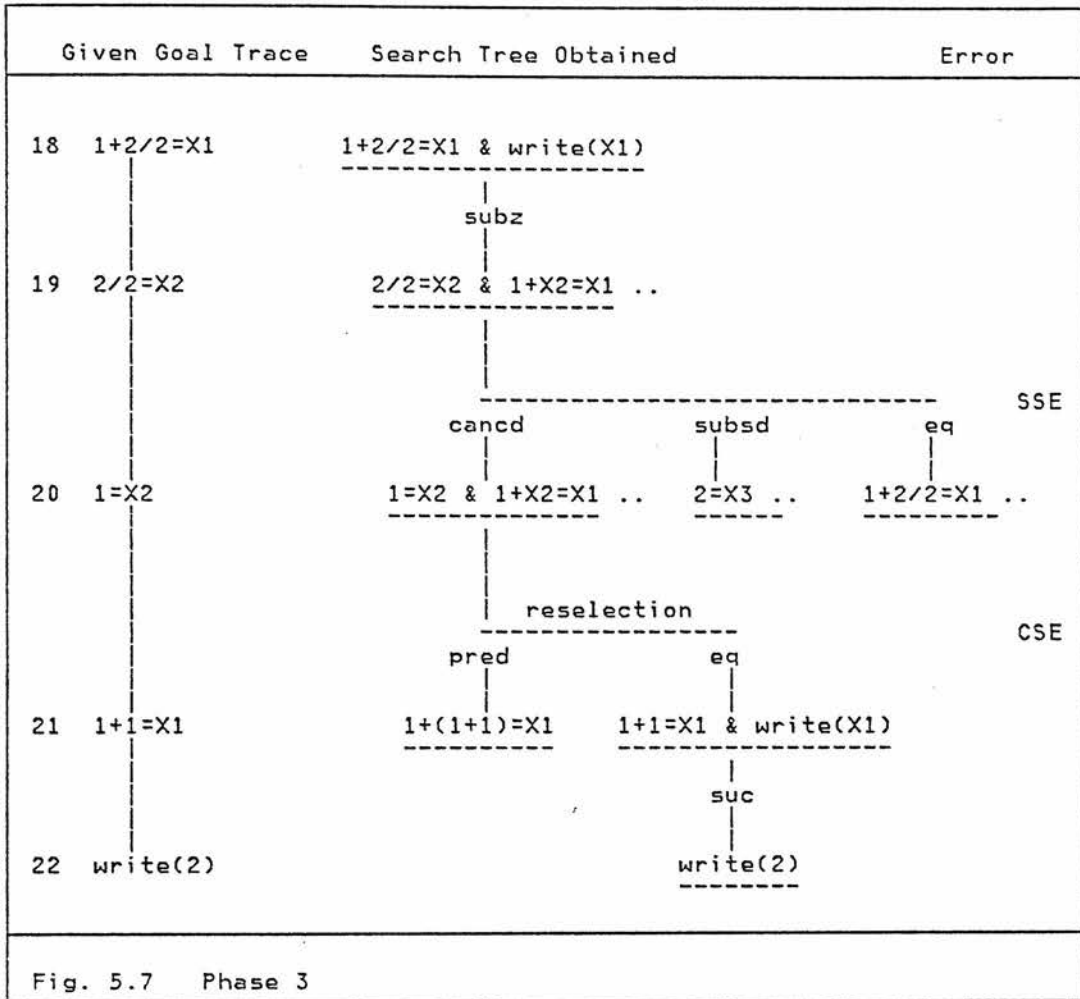 Given Goal Trace Search Tree Obtained Error
18 1+2/2=X1 1+2/2=X1 & write(X1)
subz
19 2/2=X2 2/2=X2 & 1+X2=X1 ..
SSE
cancd subsd eq
20 1=X2 1=X2 & 1+X2=X1 .. 2=X3 .. 1+2/2=X1 ..
reselection
CSE
pred eq
21 1+1=X1 1+(1+1)=X1 1+1=X1 & write(X1)
suc
22 write(2) write(2)
Fig. 5.7 Phase 3